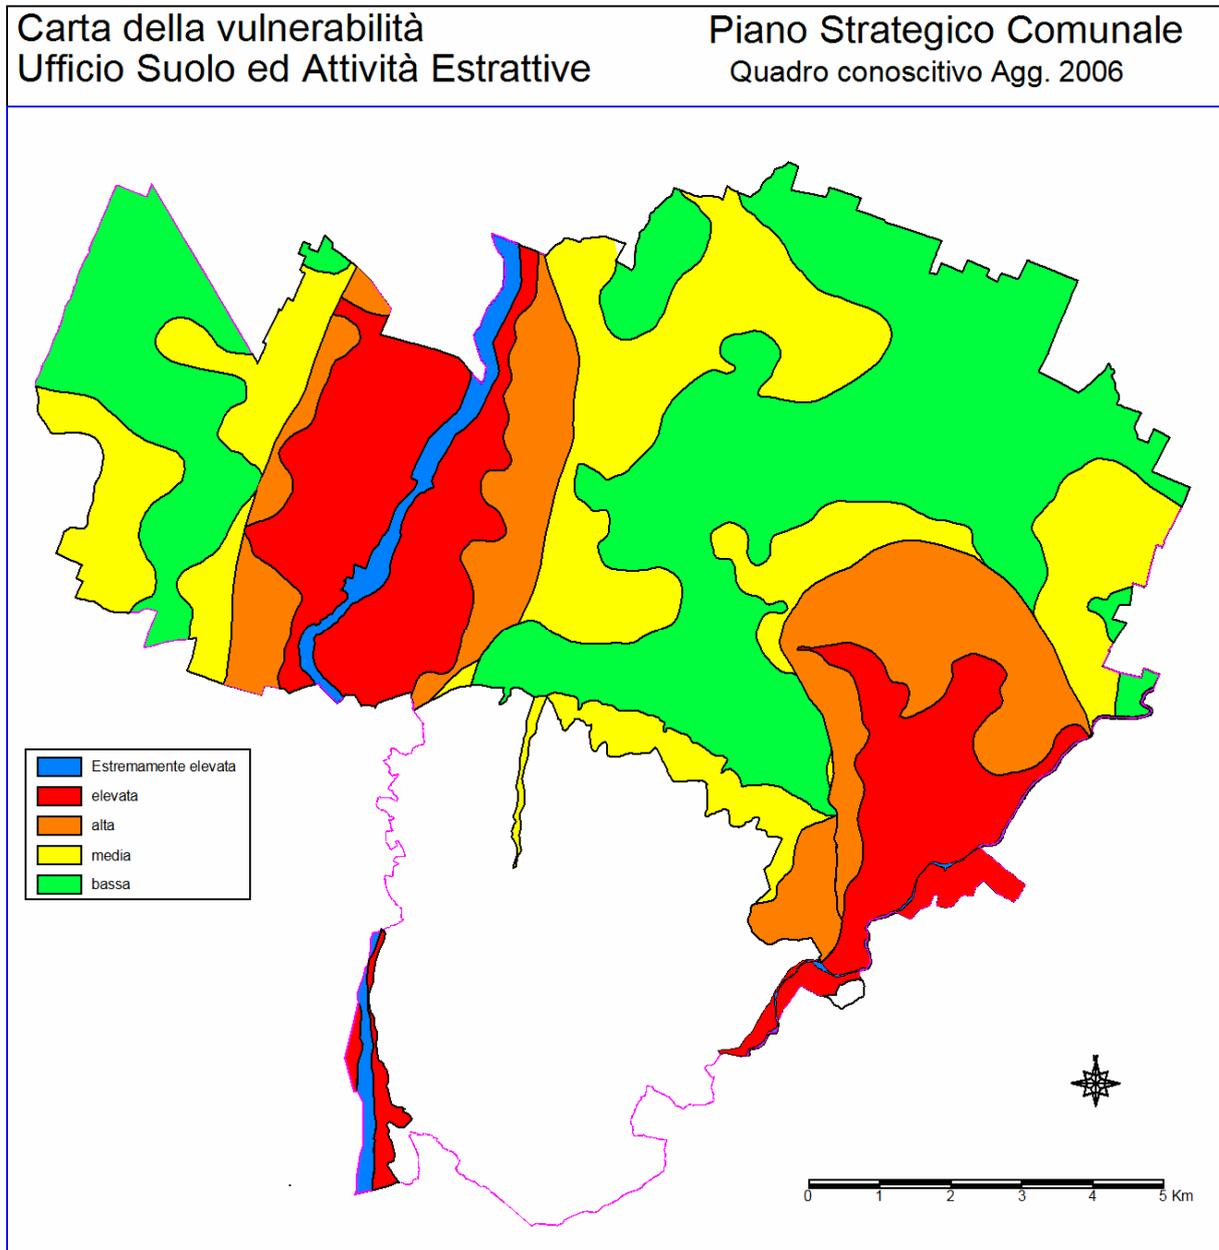 Carta della vulnerabilità
Ufficio Suolo ed Attività Estrattive
Piano Strategico Comunale
Quadro conoscitivo Agg. 2006
Estremamente elevata
elevata
alta
media
bassa
0 1 2 3 4 5 Km